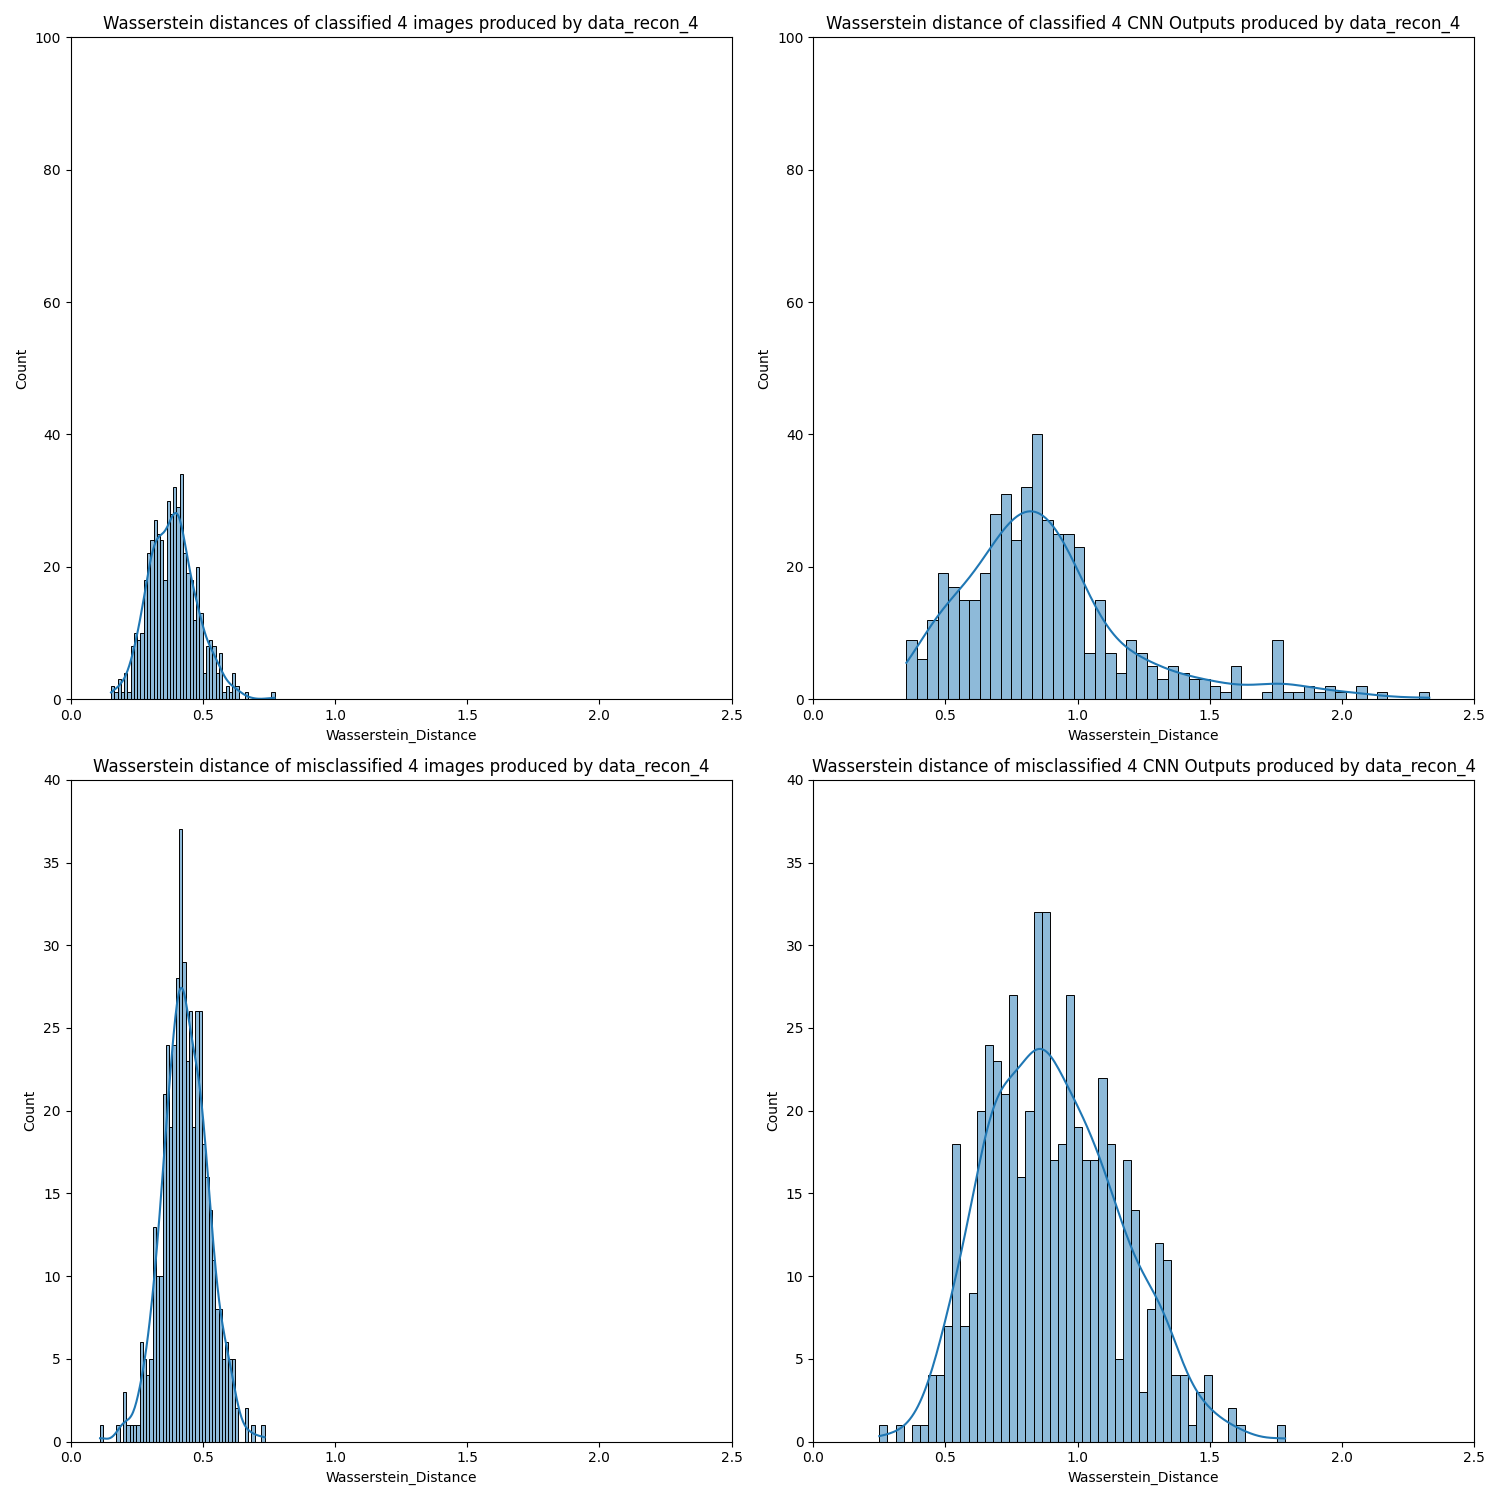 Wasserstein distances of classified 4 images produced by data_recon_4
100
80
60
40
20
0
Count
0.0 0.5 1.0 1.5 2.0 2.5
Wasserstein_Distance
Wasserstein distance of classified 4 CNN Outputs produced by data_recon_4
100
80
60
40
20
0
Count
0.0 0.5 1.0 1.5 2.0 2.5
Wasserstein_Distance
Wasserstein distance of misclassified 4 images produced by data_recon_4
40
35
30
25
20
15
10
5
0
Count
0.0 0.5 1.0 1.5 2.0 2.5
Wasserstein_Distance
Wasserstein distance of misclassified 4 CNN Outputs produced by data_recon_4
40
35
30
25
20
15
10
5
0
Count
0.0 0.5 1.0 1.5 2.0 2.5
Wasserstein_Distance